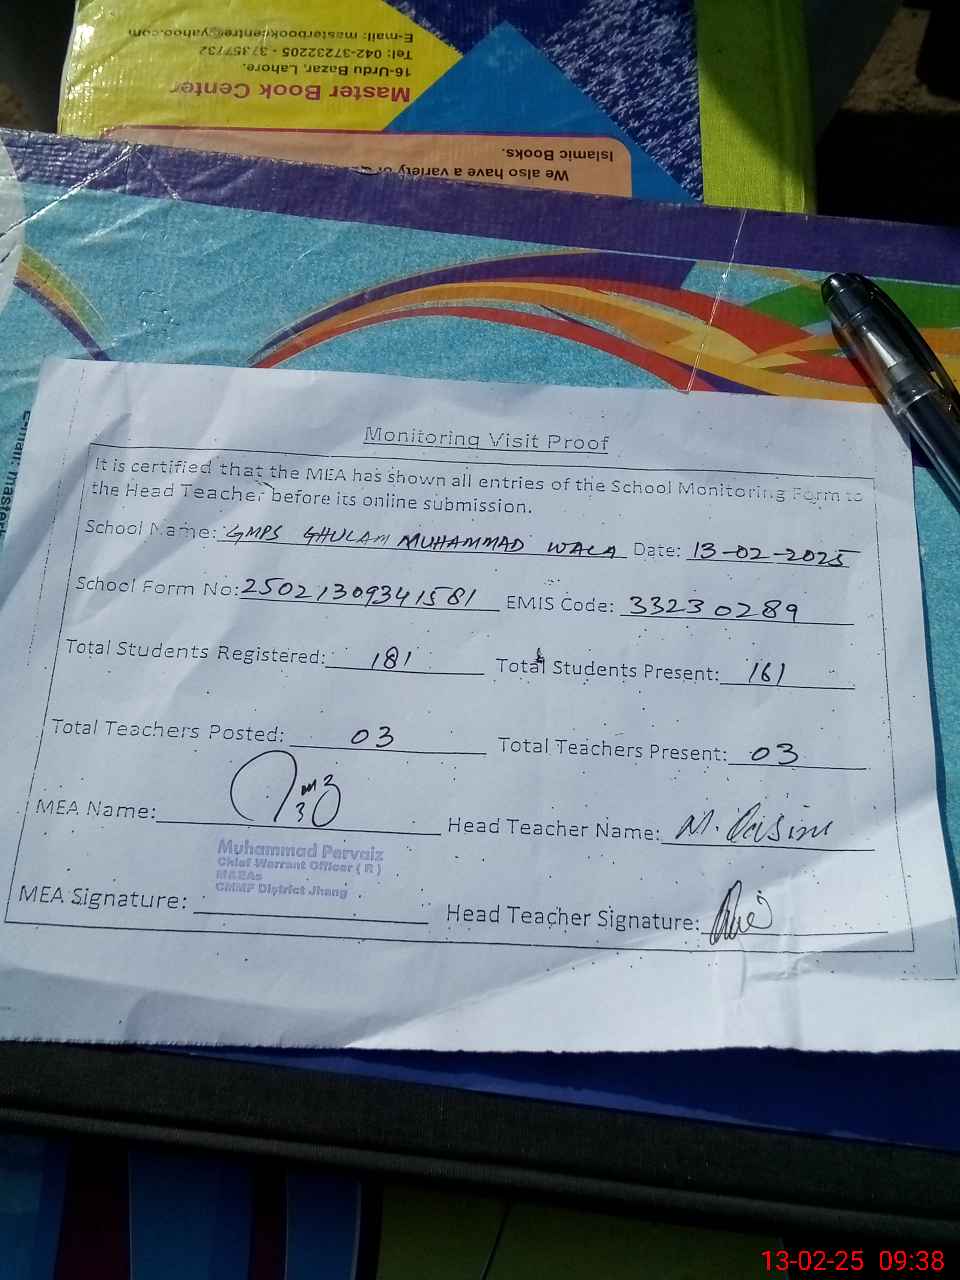 E-mail: masterbookcentre@yahoo.com
Tel: 042-37232205 - 37357732
16-Urdu Bazar, Lahore.
Master Book Center
Islamic Books.
We also have a variety of
Monitoring Visit Proof
It is certified that the MEA has shown all entries of the School Monitoring Form to
the Head Teacher before its online submission.
School Name: GMPS GHULAM MUHAMMAD WALA Date: 13-02-2025
School Form No: 25021309341581 EMIS Code: 33230289
Total Students Registered: 181 Total Students Present: 161
Total Teachers Posted: 03 Total Teachers Present: 03
MEA Name: Head Teacher Name: M.
Muhammad Pervaiz
Chief Warrant Officer ( R )
MAEAs
CMMF District Jhang
MEA Signature: Head Teacher Signature:
13-02-25 09:38